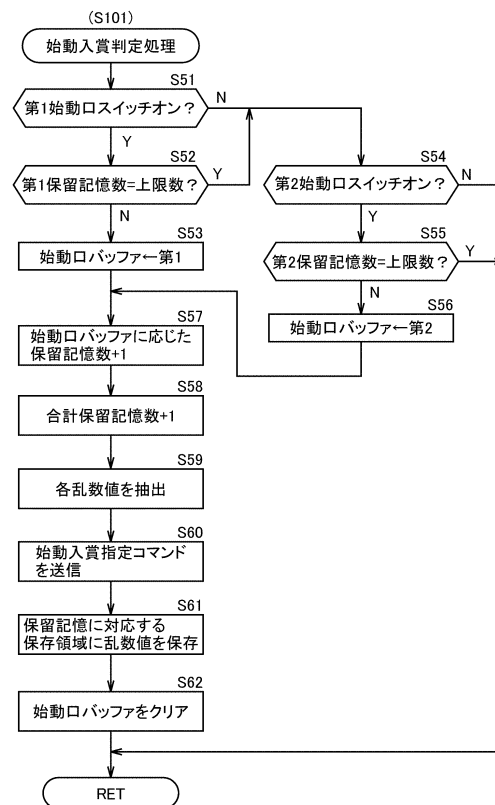 (S101)
始動入賞判定処理
S51
第1始動口スイッチオン?
N
Y
S52
第1保留記憶数=上限数?
Y
N
S53
始動口バッファ←第1
S54
第2始動口スイッチオン?
N
Y
S55
第2保留記憶数=上限数?
Y
N
S56
始動口バッファ←第2
S57
始動口バッファに応じた
保留記憶数+1
S58
合計保留記憶数+1
S59
各乱数値を抽出
S60
始動入賞指定コマンド
を送信
S61
保留記憶に対応する
保存領域に乱数値を保存
S62
始動口バッファをクリア
RET